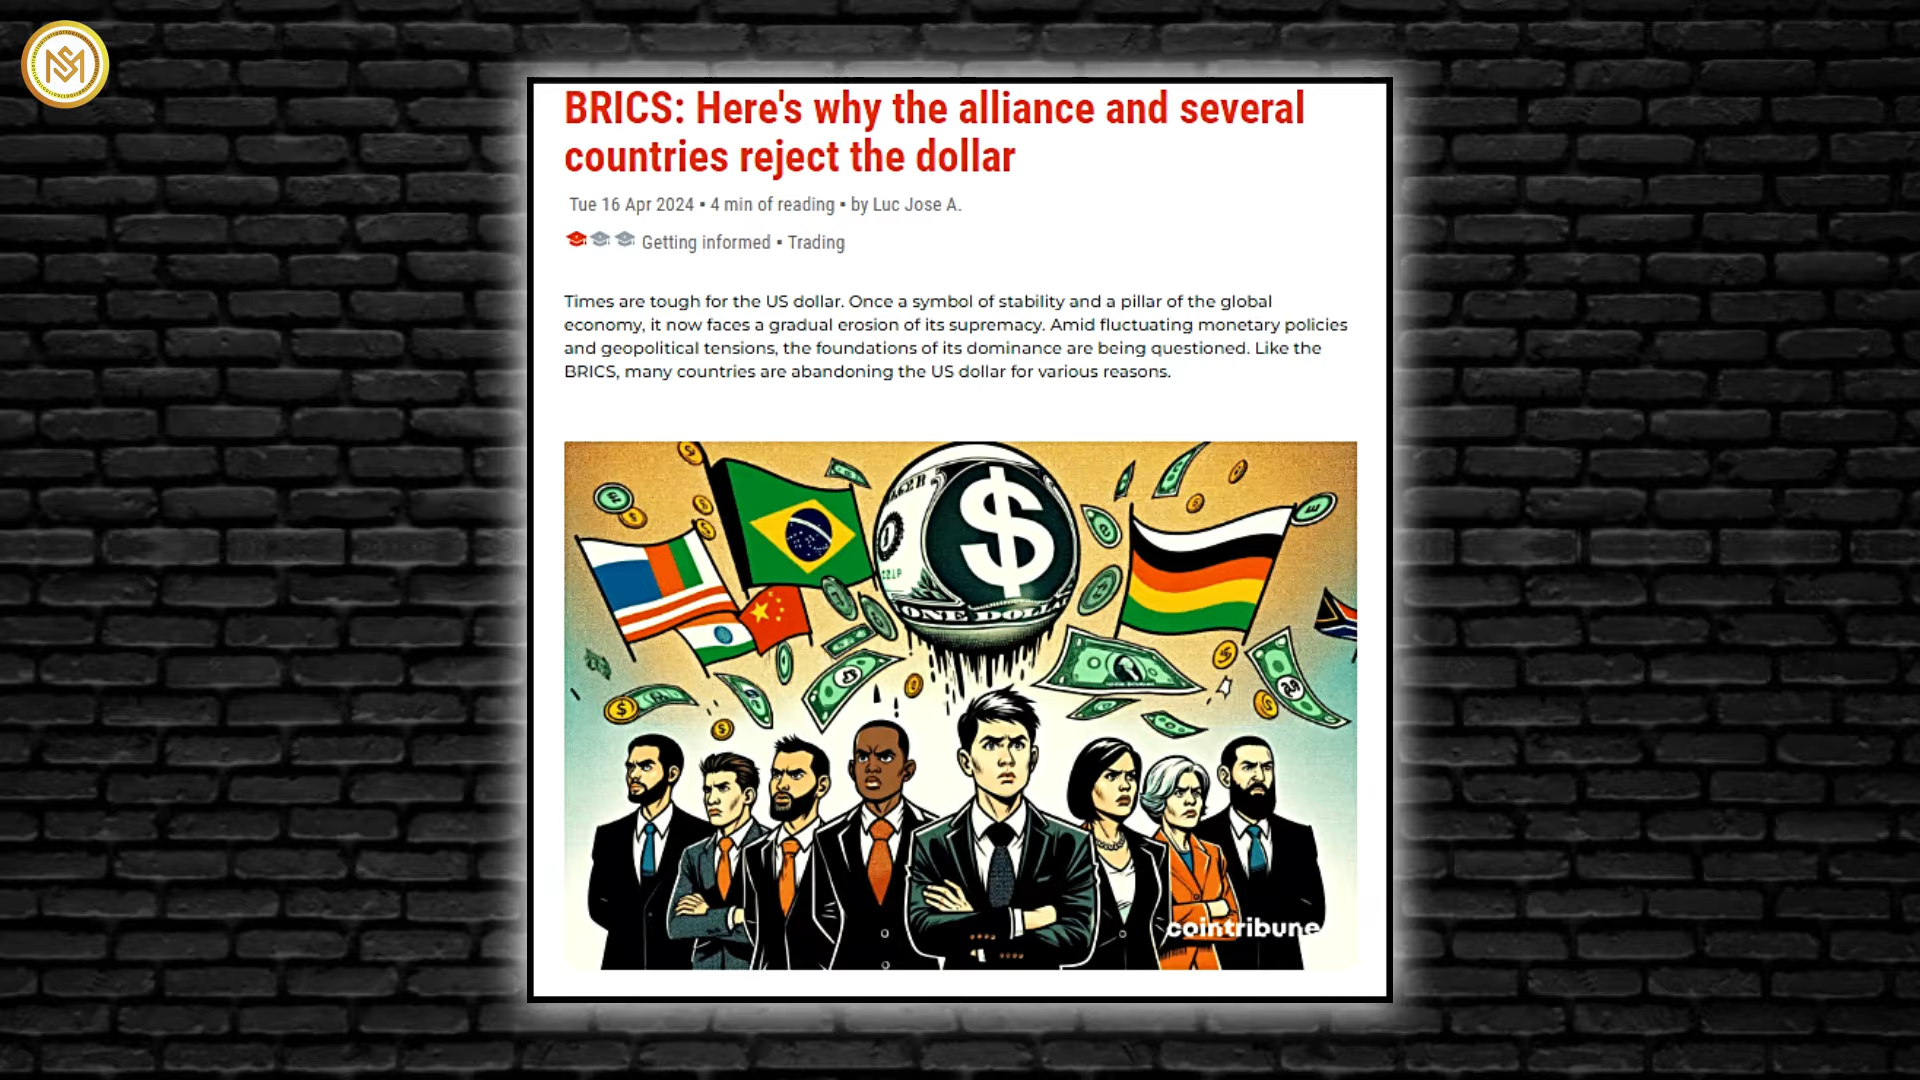 BRICS: Here's why the alliance and several
countries reject the dollar
Tue 16 Apr 2024 • 4 min of reading • by Luc Jose A.
Getting informed • Trading
Times are tough for the US dollar. Once a symbol of stability and a pillar of the global
economy, it now faces a gradual erosion of its supremacy. Amid fluctuating monetary policies
and geopolitical tensions, the foundations of its dominance are being questioned. Like the
BRICS, many countries are abandoning the US dollar for various reasons.
$
ONE DOLLA
cointribune